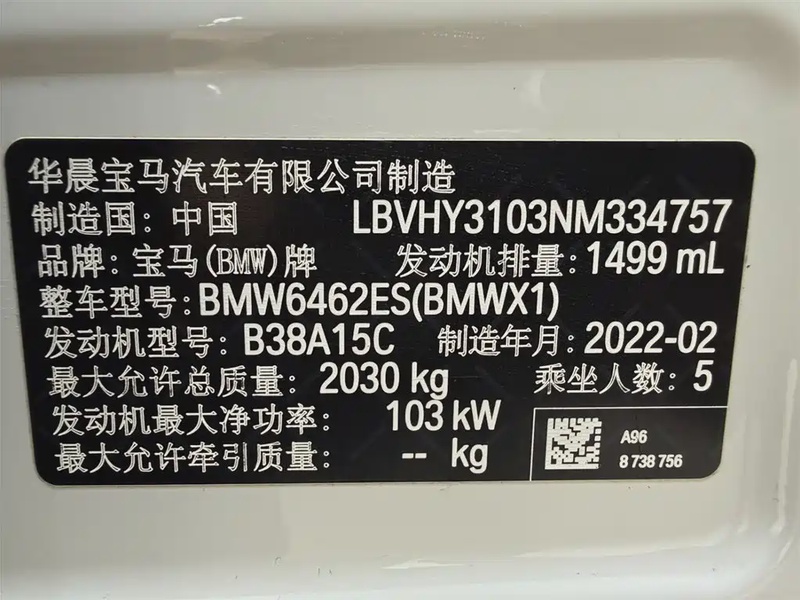 华晨宝马汽车有限公司制造
制造国: 中国 LBVHY3103NM334757
品牌: 宝马(BMW)牌 发动机排量: 1499 mL
整车型号: BMW6462ES(BMWX1)
发动机型号: B38A15C 制造年月: 2022-02
最大允许总质量: 2030 kg 乘坐人数: 5
发动机最大净功率: 103 kW
最大允许牵引质量: -- kg
A96
8 738 756